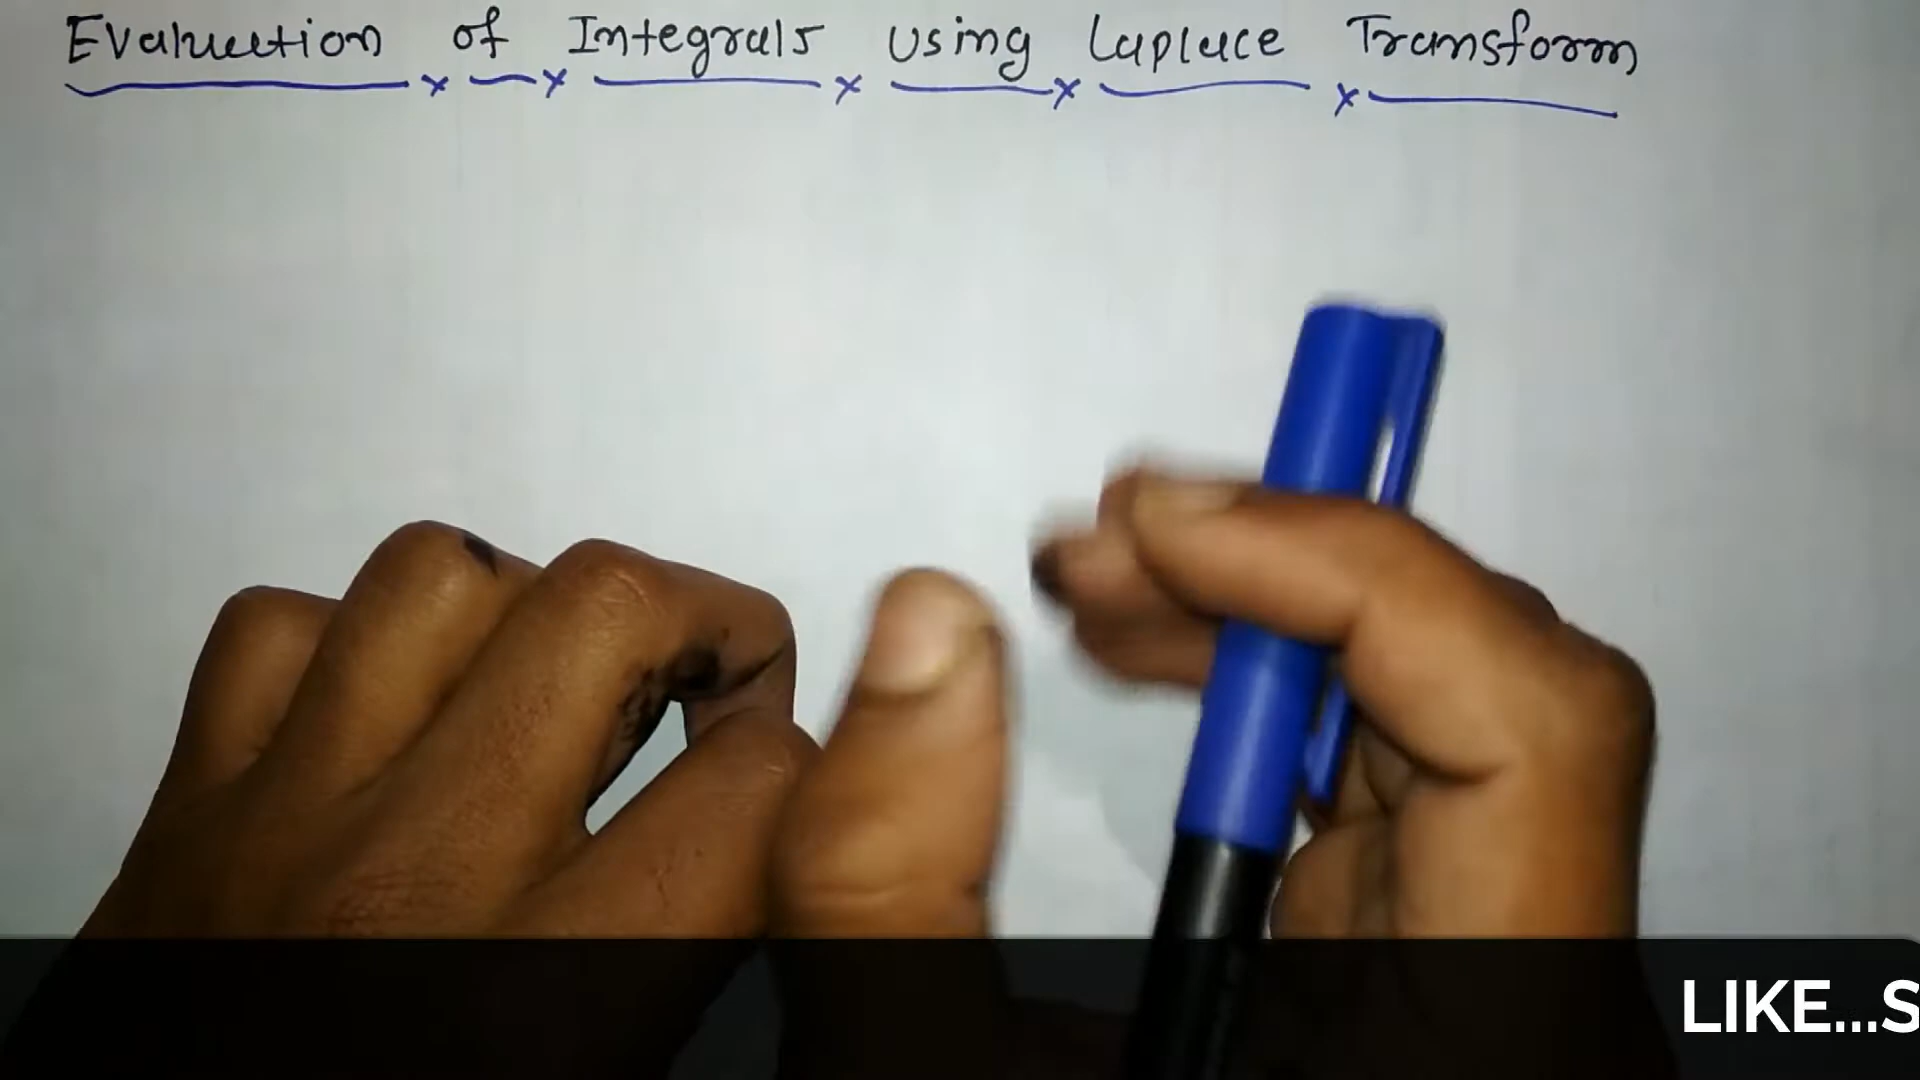 Evaluation of Integrals using Laplace Transform
LIKE...S